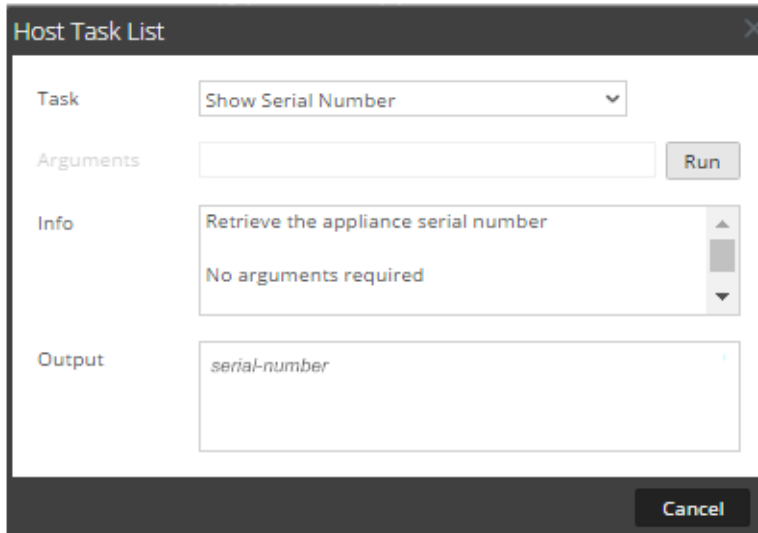 Host Task List
Task
Show Serial Number
Arguments
Run
Info
Retrieve the appliance serial number
No arguments required
Output
serial-number
Cancel